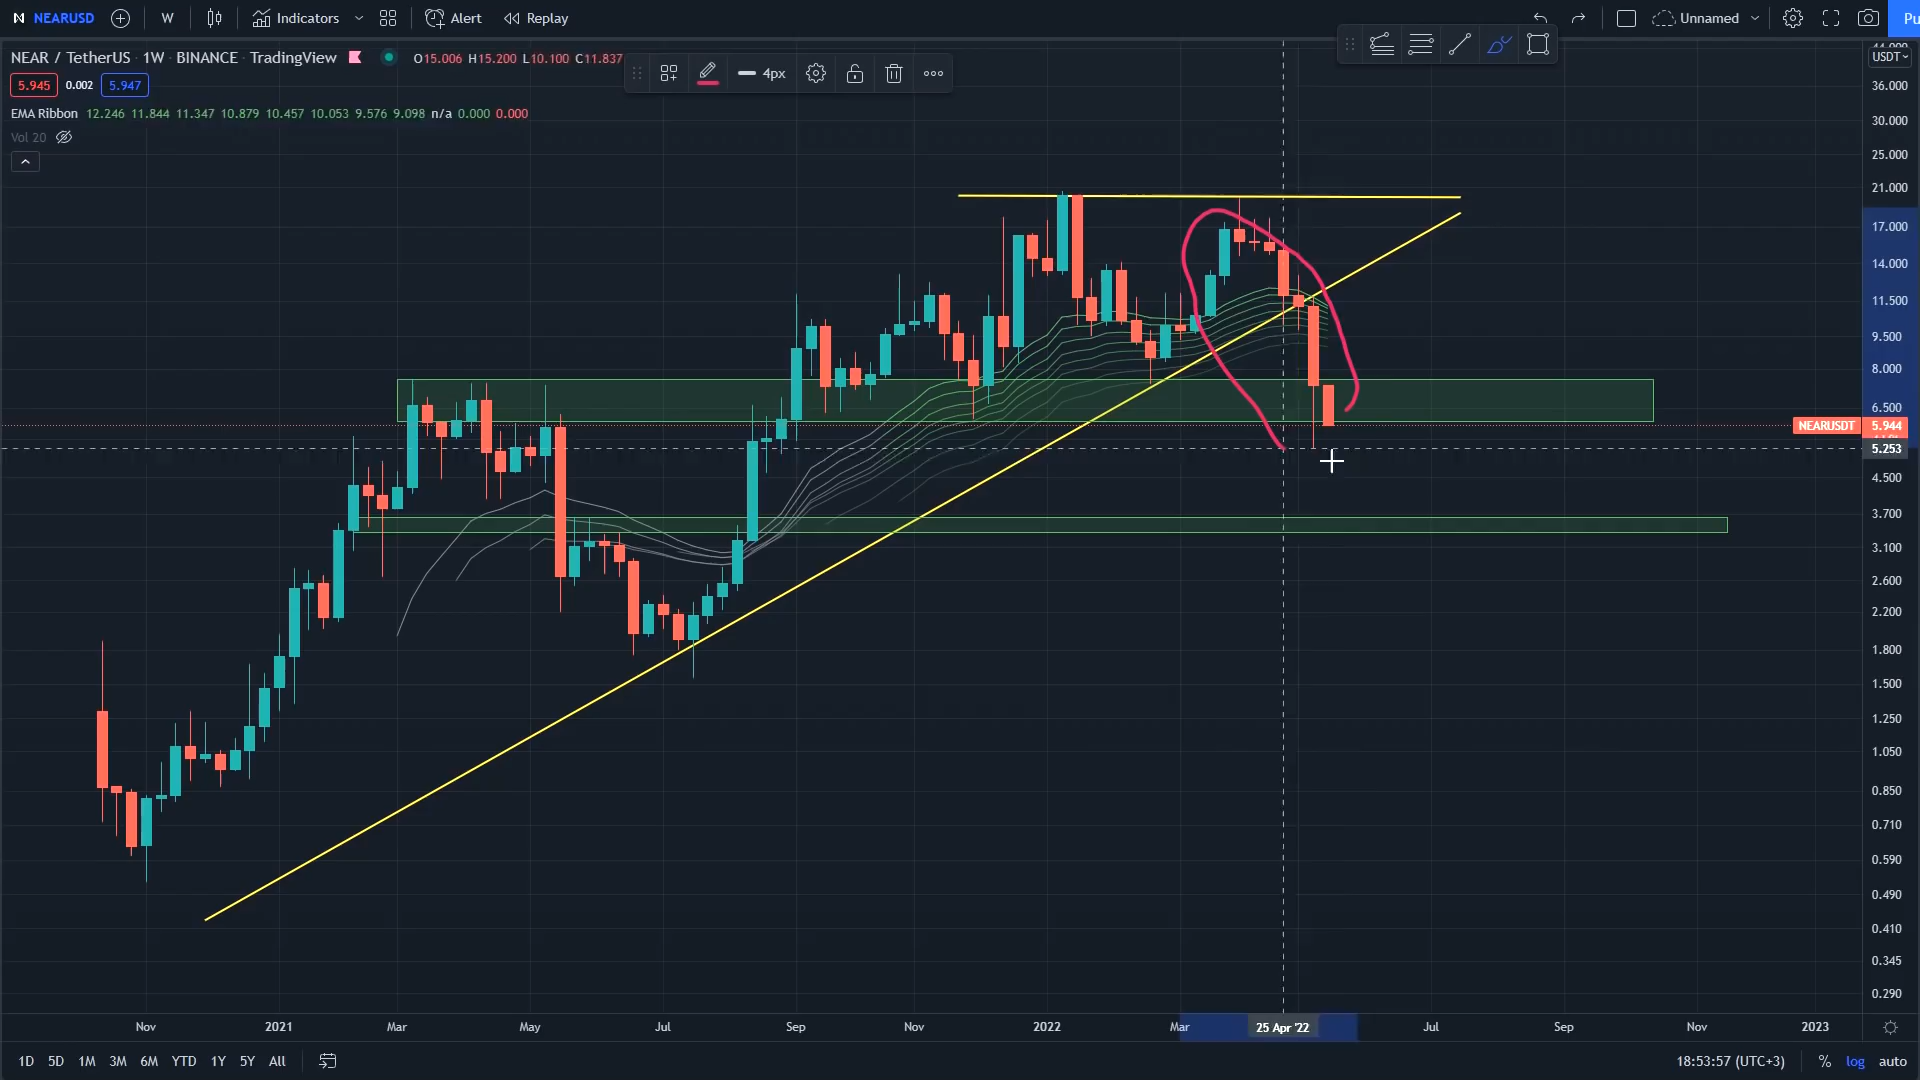 NEARUSD W Indicators Alert Replay Unnamed Pu
NEAR / TetherUS · 1W · BINANCE · TradingView O15.006 H15.200 L10.100 C11.837
4px
USDT
5.945 0.002 5.947
EMA Ribbon 12.246 11.844 11.347 10.879 10.457 10.053 9.576 9.098 n/a 0.000 0.000
Vol 20
44.000
36.000
30.000
25.000
21.000
17.000
14.000
11.500
9.500
8.000
6.500
NEARUSDT 5.944
5.253
4.500
3.700
3.100
2.600
2.200
1.800
1.500
1.250
1.050
0.850
0.710
0.590
0.490
0.410
0.345
0.290
Nov 2021 Mar May Jul Sep Nov 2022 Mar 25 Apr '22 Jul Sep Nov 2023
1D 5D 1M 3M 6M YTD 1Y 5Y All 18:53:57 (UTC+3) % log auto